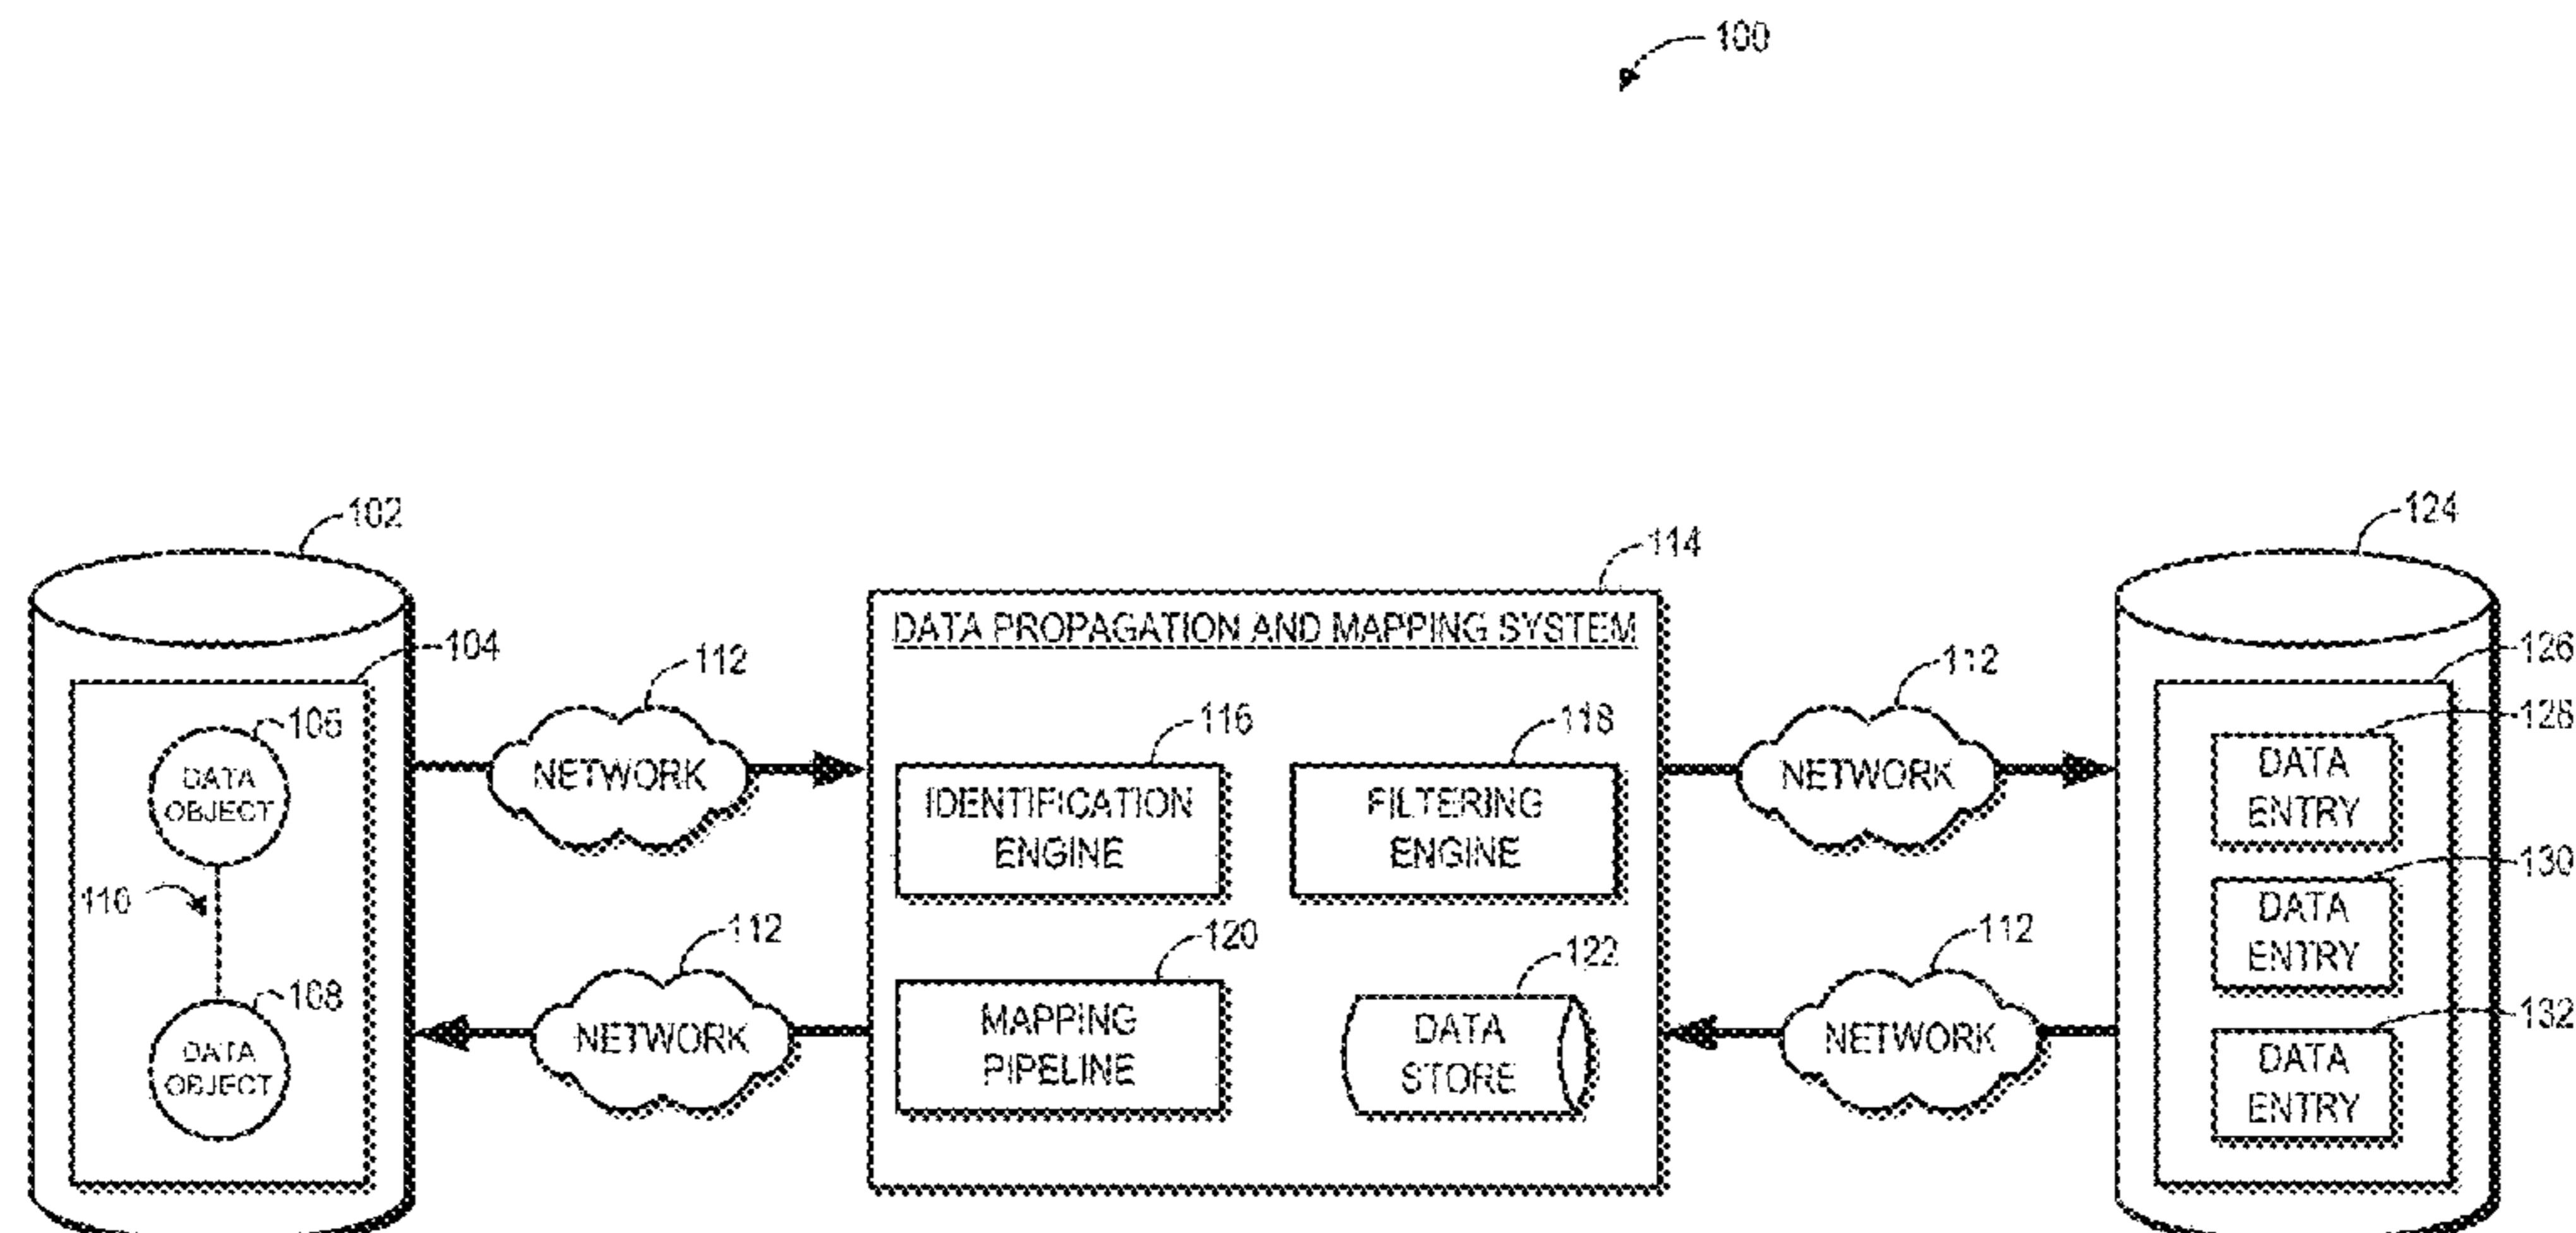 100
102
104
106
DATA
OBJECT
110
108
DATA
OBJECT
112
NETWORK
112
NETWORK
114
DATA PROPAGATION AND MAPPING SYSTEM
116
IDENTIFICATION
ENGINE
118
FILTERING
ENGINE
120
MAPPING
PIPELINE
122
DATA
STORE
112
NETWORK
112
NETWORK
124
126
128
DATA
ENTRY
130
DATA
ENTRY
132
DATA
ENTRY